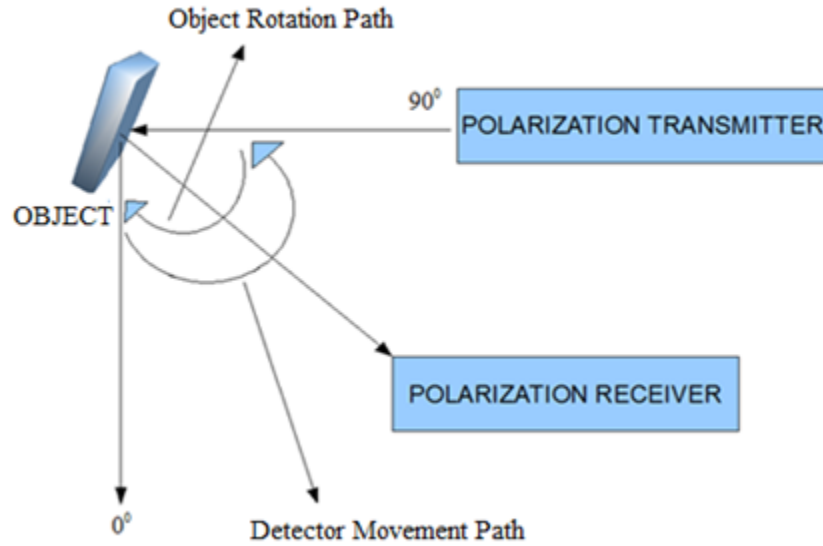 Object Rotation Path
90⁰
POLARIZATION TRANSMITTER
OBJECT
POLARIZATION RECEIVER
0⁰
Detector Movement Path